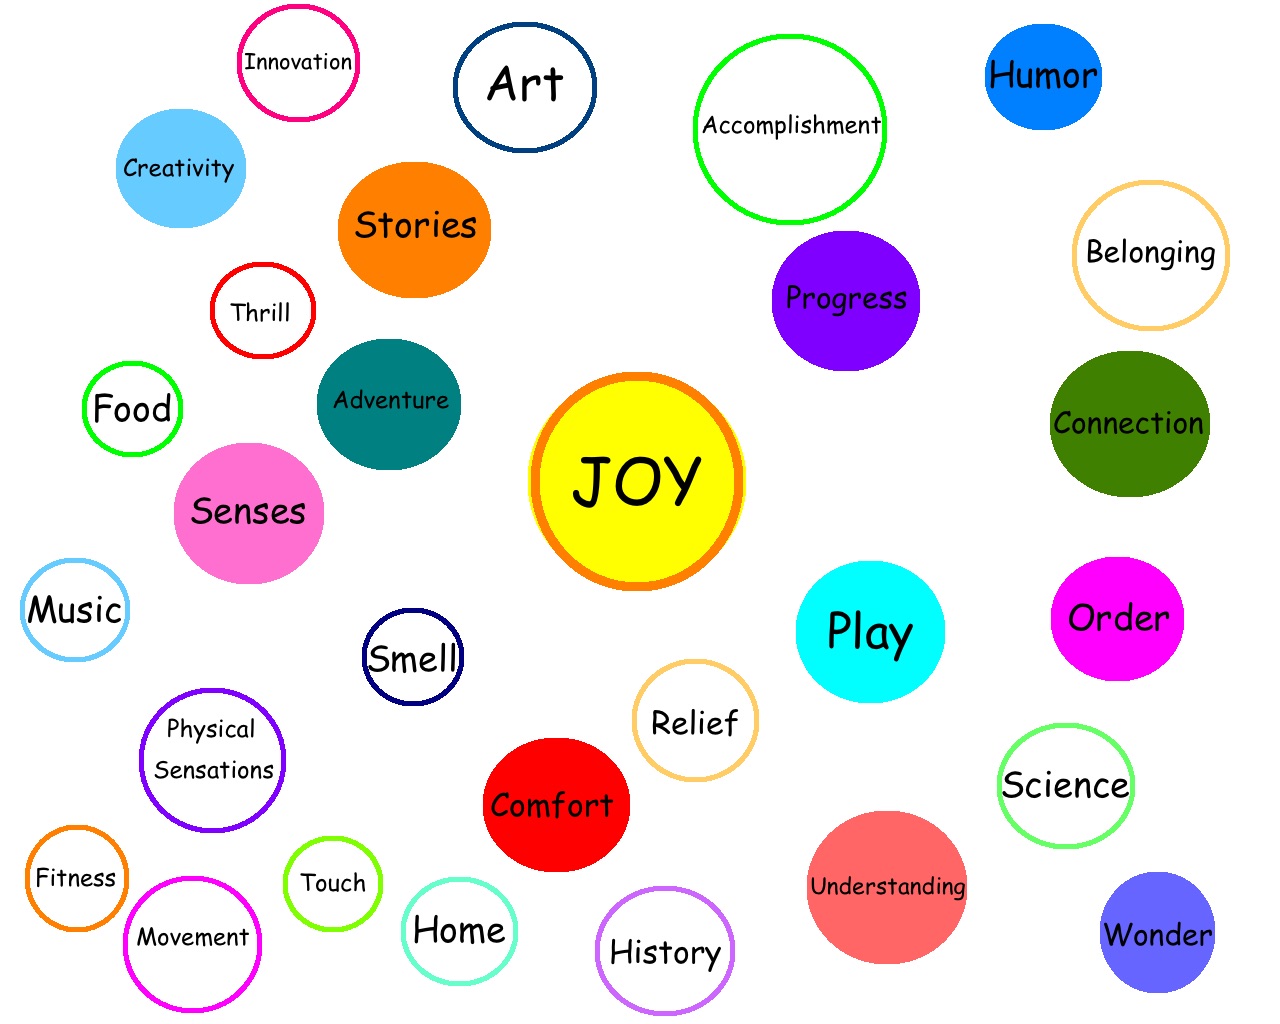 Innovation
Art
Accomplishment
Humor
Creativity
Stories
Belonging
Thrill
Progress
Food
Adventure
Connection
JOY
Senses
Music
Smell
Play
Order
Physical
Sensations
Relief
Science
Comfort
Fitness
Touch
Understanding
Movement
Home
History
Wonder